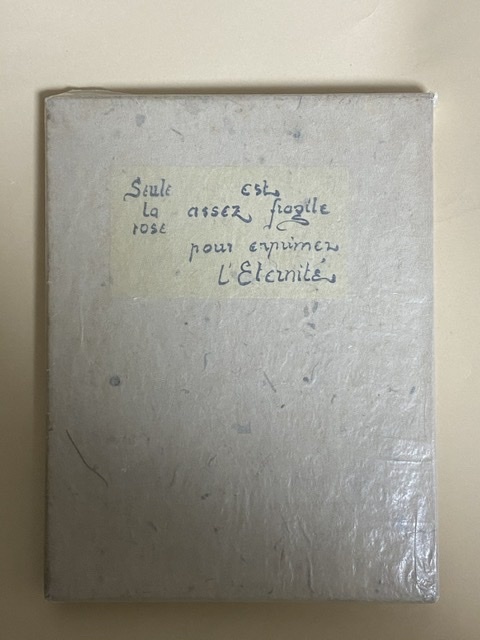 Seule est
la assez fragile
rose
pour exprimer
l'Eternité